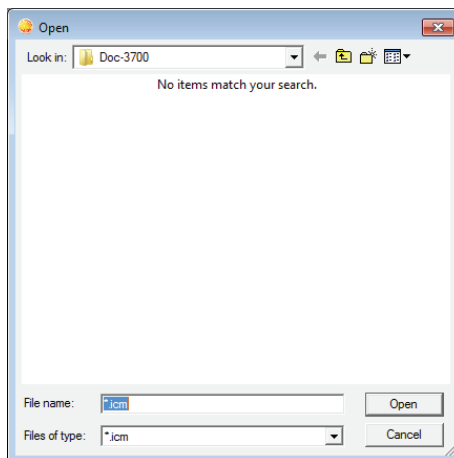 Open
Look in: Doc-3700
No items match your search.
File name: *.icm Open
Files of type: *.icm Cancel